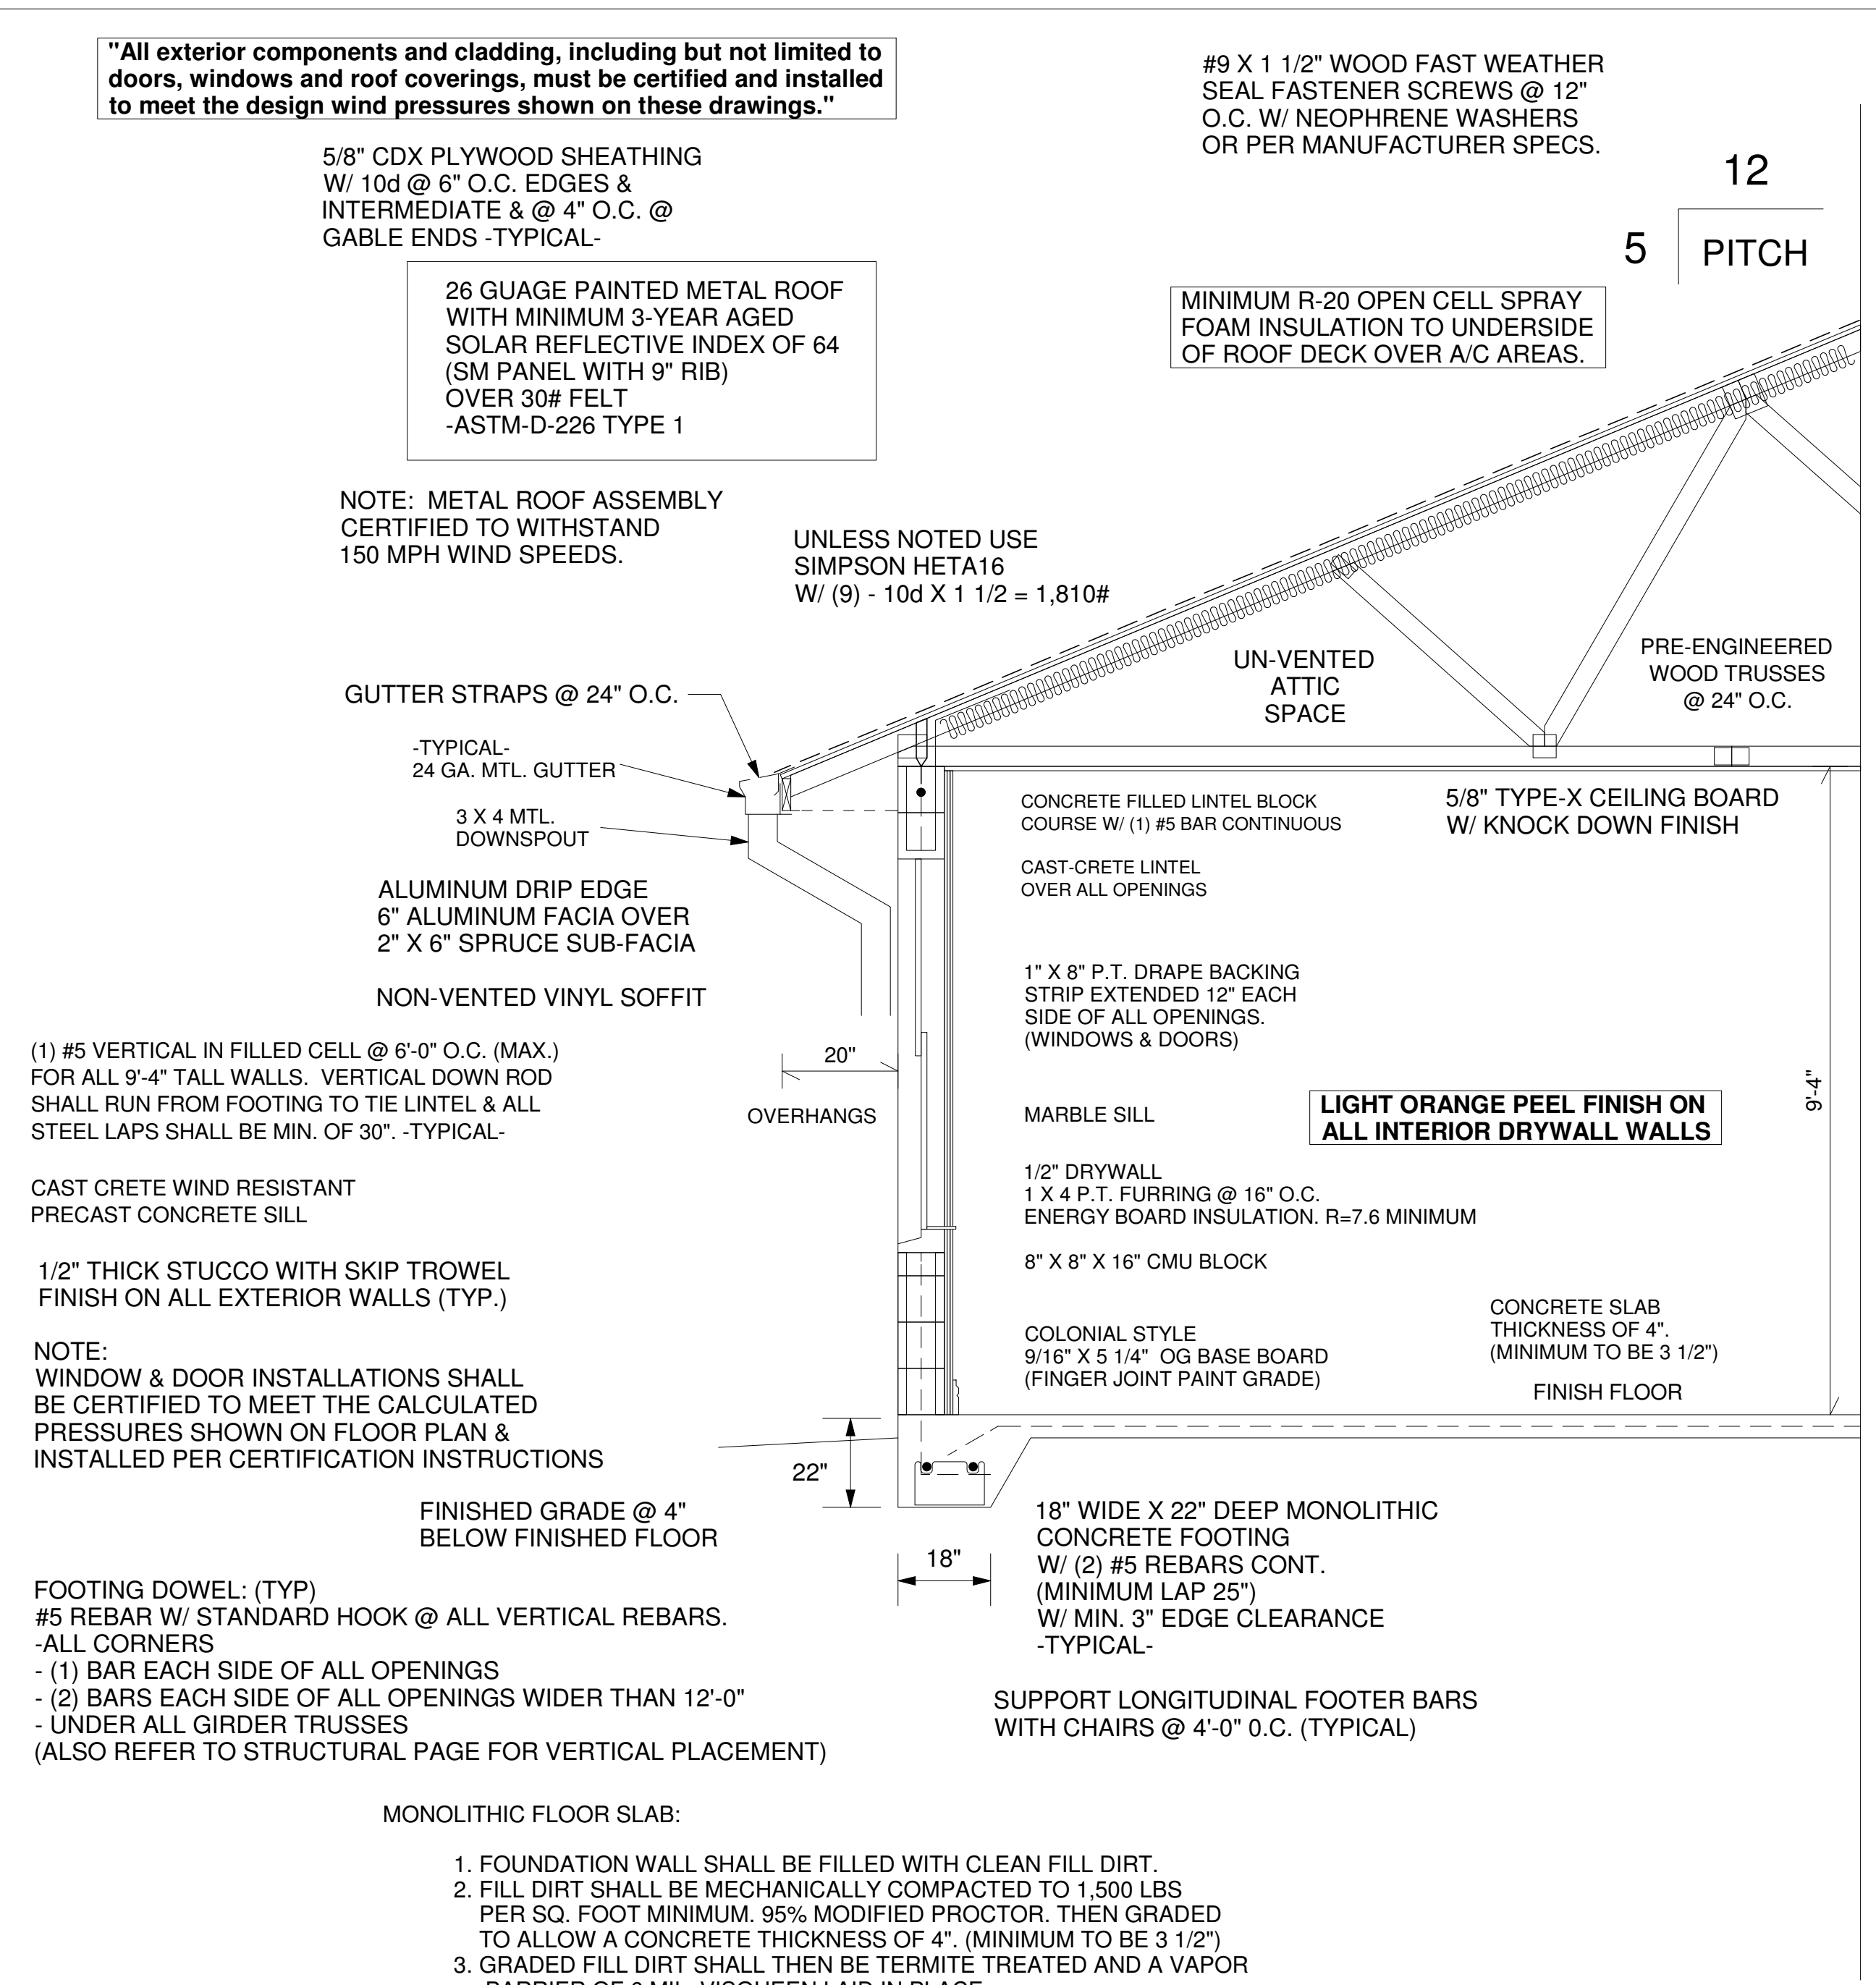 "All exterior components and cladding, including but not limited to
doors, windows and roof coverings, must be certified and installed
to meet the design wind pressures shown on these drawings."
#9 X 1 1/2" WOOD FAST WEATHER
SEAL FASTENER SCREWS @ 12"
O.C. W/ NEOPHRENE WASHERS
OR PER MANUFACTURER SPECS.
5/8" CDX PLYWOOD SHEATHING
W/ 10d @ 6" O.C. EDGES &
INTERMEDIATE & @ 4" O.C. @
GABLE ENDS -TYPICAL-
12
5
PITCH
26 GUAGE PAINTED METAL ROOF
WITH MINIMUM 3-YEAR AGED
SOLAR REFLECTIVE INDEX OF 64
(SM PANEL WITH 9" RIB)
OVER 30# FELT
-ASTM-D-226 TYPE 1
MINIMUM R-20 OPEN CELL SPRAY
FOAM INSULATION TO UNDERSIDE
OF ROOF DECK OVER A/C AREAS.
NOTE: METAL ROOF ASSEMBLY
CERTIFIED TO WITHSTAND
150 MPH WIND SPEEDS.
UNLESS NOTED USE
SIMPSON HETA16
W/ (9) - 10d X 1 1/2 = 1,810#
UN-VENTED
ATTIC
SPACE
PRE-ENGINEERED
WOOD TRUSSES
@ 24" O.C.
GUTTER STRAPS @ 24" O.C.
-TYPICAL-
24 GA. MTL. GUTTER
3 X 4 MTL.
DOWNSPOUT
CONCRETE FILLED LINTEL BLOCK
COURSE W/ (1) #5 BAR CONTINUOUS
5/8" TYPE-X CEILING BOARD
W/ KNOCK DOWN FINISH
CAST-CRETE LINTEL
OVER ALL OPENINGS
ALUMINUM DRIP EDGE
6" ALUMINUM FACIA OVER
2" X 6" SPRUCE SUB-FACIA
NON-VENTED VINYL SOFFIT
1" X 8" P.T. DRAPE BACKING
STRIP EXTENDED 12" EACH
SIDE OF ALL OPENINGS.
(WINDOWS & DOORS)
(1) #5 VERTICAL IN FILLED CELL @ 6'-0" O.C. (MAX.)
FOR ALL 9'-4" TALL WALLS. VERTICAL DOWN ROD
SHALL RUN FROM FOOTING TO TIE LINTEL & ALL
STEEL LAPS SHALL BE MIN. OF 30". -TYPICAL-
20"
OVERHANGS
MARBLE SILL
LIGHT ORANGE PEEL FINISH ON
ALL INTERIOR DRYWALL WALLS
9'-4"
CAST CRETE WIND RESISTANT
PRECAST CONCRETE SILL
1/2" DRYWALL
1 X 4 P.T. FURRING @ 16" O.C.
ENERGY BOARD INSULATION. R=7.6 MINIMUM
8" X 8" X 16" CMU BLOCK
1/2" THICK STUCCO WITH SKIP TROWEL
FINISH ON ALL EXTERIOR WALLS (TYP.)
COLONIAL STYLE
9/16" X 5 1/4" OG BASE BOARD
(FINGER JOINT PAINT GRADE)
CONCRETE SLAB
THICKNESS OF 4".
(MINIMUM TO BE 3 1/2")
FINISH FLOOR
NOTE:
WINDOW & DOOR INSTALLATIONS SHALL
BE CERTIFIED TO MEET THE CALCULATED
PRESSURES SHOWN ON FLOOR PLAN &
INSTALLED PER CERTIFICATION INSTRUCTIONS
22"
FINISHED GRADE @ 4"
BELOW FINISHED FLOOR
18"
18" WIDE X 22" DEEP MONOLITHIC
CONCRETE FOOTING
W/ (2) #5 REBARS CONT.
(MINIMUM LAP 25")
W/ MIN. 3" EDGE CLEARANCE
-TYPICAL-
FOOTING DOWEL: (TYP)
#5 REBAR W/ STANDARD HOOK @ ALL VERTICAL REBARS.
-ALL CORNERS
- (1) BAR EACH SIDE OF ALL OPENINGS
- (2) BARS EACH SIDE OF ALL OPENINGS WIDER THAN 12'-0"
- UNDER ALL GIRDER TRUSSES
(ALSO REFER TO STRUCTURAL PAGE FOR VERTICAL PLACEMENT)
SUPPORT LONGITUDINAL FOOTER BARS
WITH CHAIRS @ 4'-0" 0.C. (TYPICAL)
MONOLITHIC FLOOR SLAB:
1. FOUNDATION WALL SHALL BE FILLED WITH CLEAN FILL DIRT.
2. FILL DIRT SHALL BE MECHANICALLY COMPACTED TO 1,500 LBS
PER SQ. FOOT MINIMUM. 95% MODIFIED PROCTOR. THEN GRADED
TO ALLOW A CONCRETE THICKNESS OF 4". (MINIMUM TO BE 3 1/2")
3. GRADED FILL DIRT SHALL THEN BE TERMITE TREATED AND A VAPOR